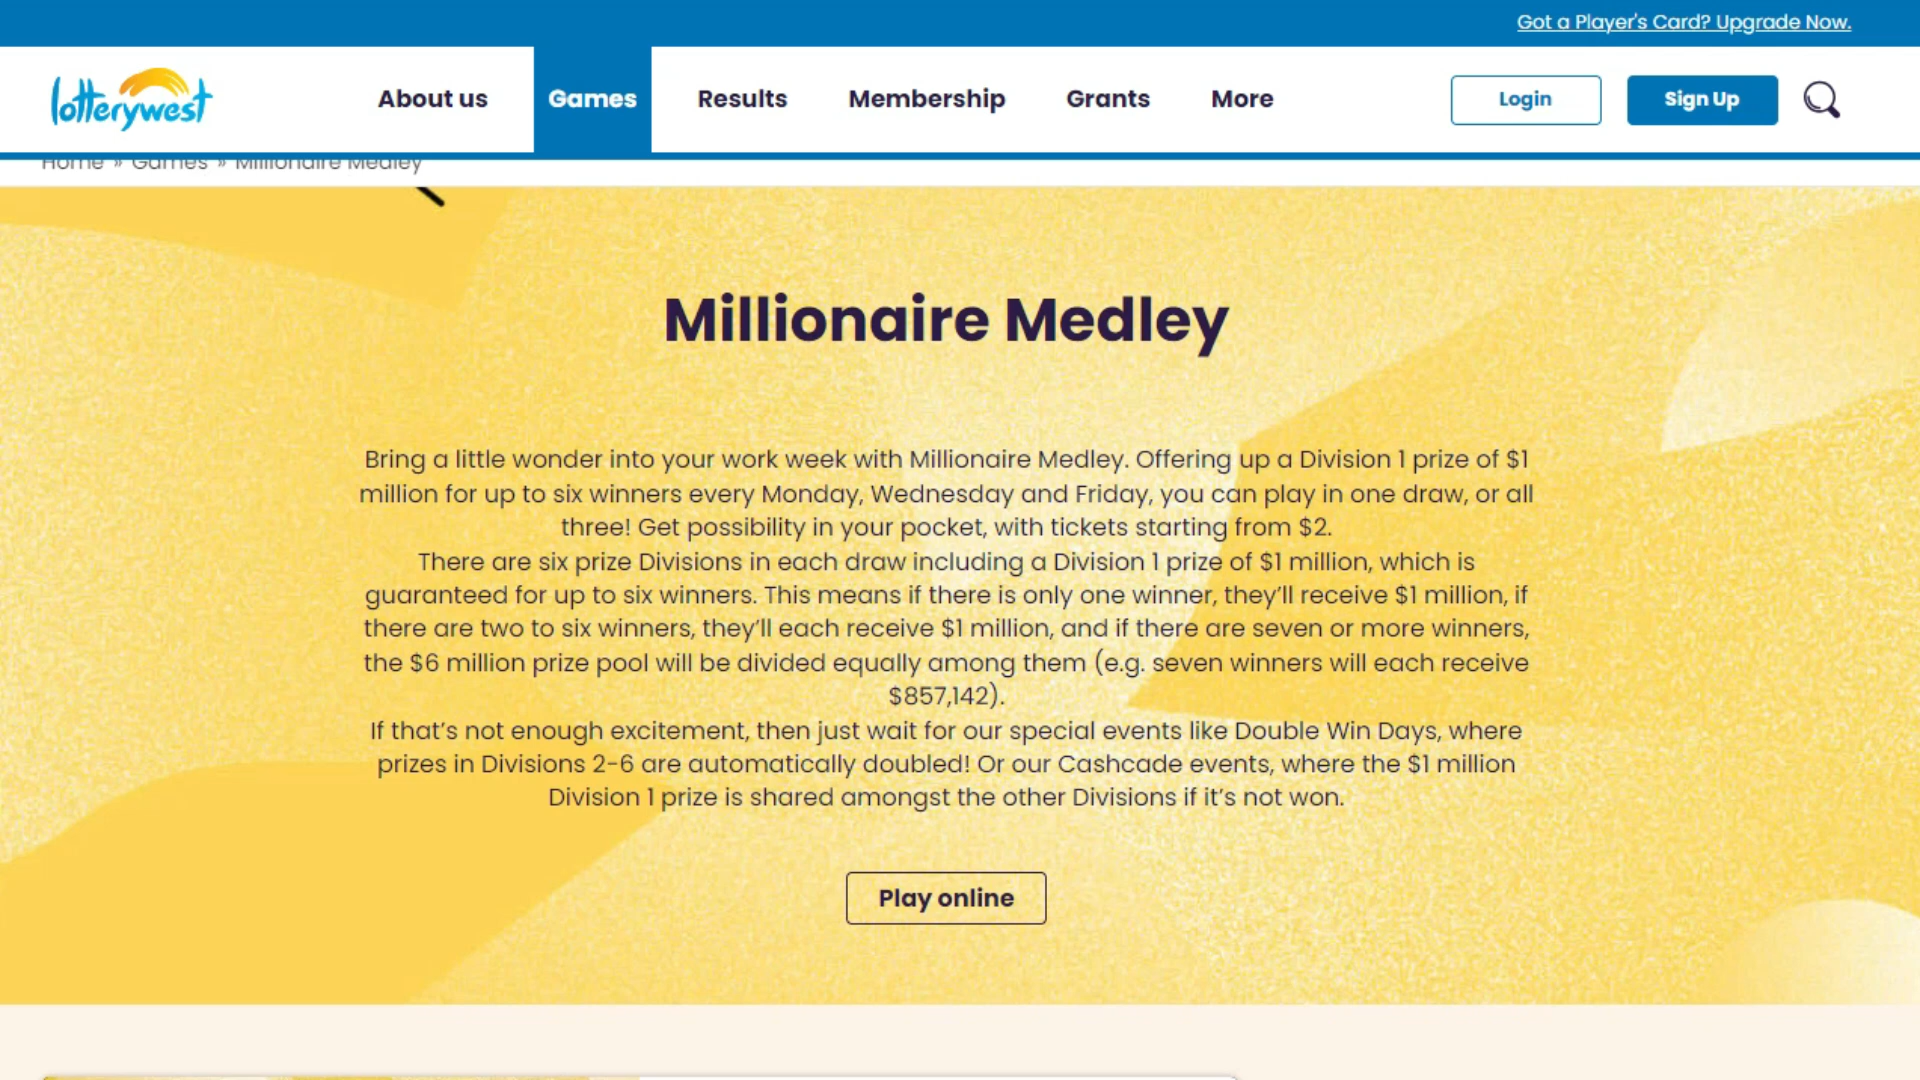 Got a Player's Card? Upgrade Now.
lotterywest
About us
Games
Results
Membership
Grants
More
Login
Sign Up
Home » Games » Millionaire Medley
Millionaire Medley
Bring a little wonder into your work week with Millionaire Medley. Offering up a Division 1 prize of $1
million for up to six winners every Monday, Wednesday and Friday, you can play in one draw, or all
three! Get possibility in your pocket, with tickets starting from $2.
There are six prize Divisions in each draw including a Division 1 prize of $1 million, which is
guaranteed for up to six winners. This means if there is only one winner, they’ll receive $1 million, if
there are two to six winners, they’ll each receive $1 million, and if there are seven or more winners,
the $6 million prize pool will be divided equally among them (e.g. seven winners will each receive
$857,142).
If that’s not enough excitement, then just wait for our special events like Double Win Days, where
prizes in Divisions 2-6 are automatically doubled! Or our Cashcade events, where the $1 million
Division 1 prize is shared amongst the other Divisions if it’s not won.
Play online